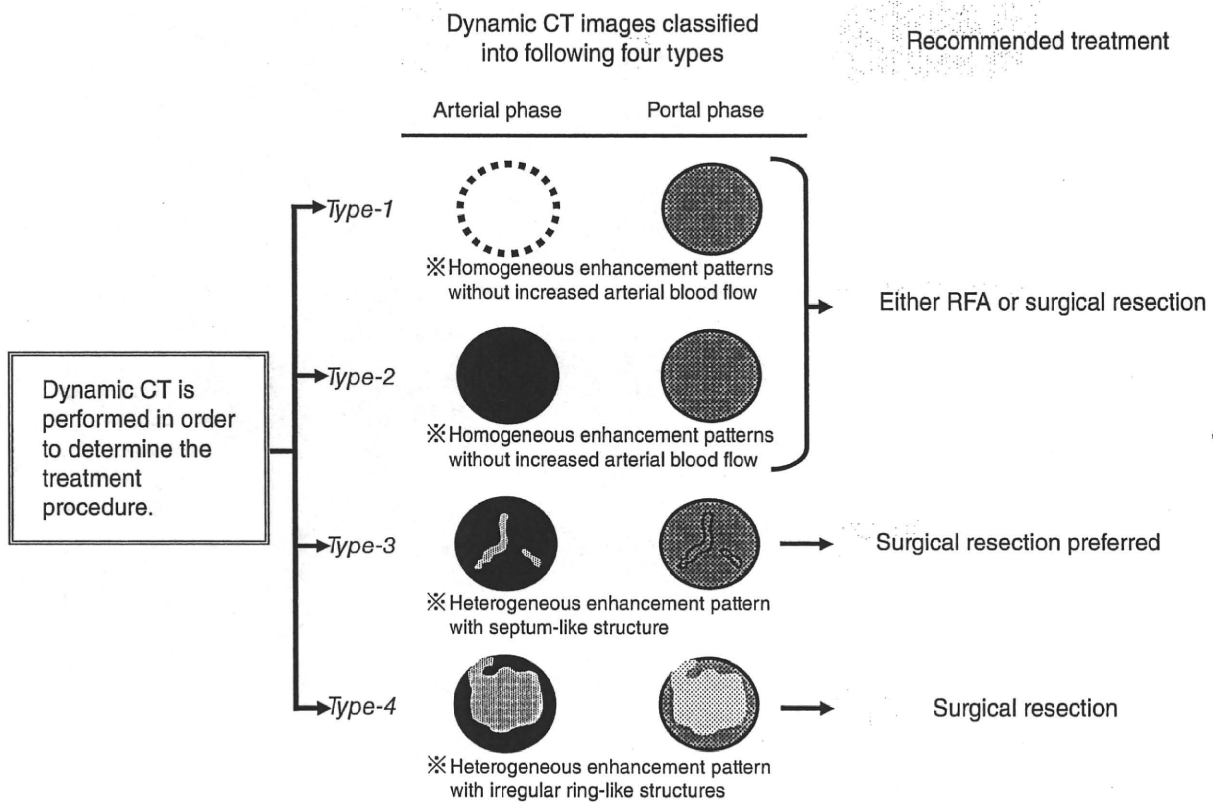 Dynamic CT images classified
into following four types
Recommended treatment
Arterial phase
Portal phase
Type-1
※ Homogeneous enhancement patterns
without increased arterial blood flow
Either RFA or surgical resection
Type-2
※ Homogeneous enhancement patterns
without increased arterial blood flow
Dynamic CT is
performed in order
to determine the
treatment
procedure.
Type-3
Surgical resection preferred
※ Heterogeneous enhancement pattern
with septum-like structure
Type-4
Surgical resection
※ Heterogeneous enhancement pattern
with irregular ring-like structures